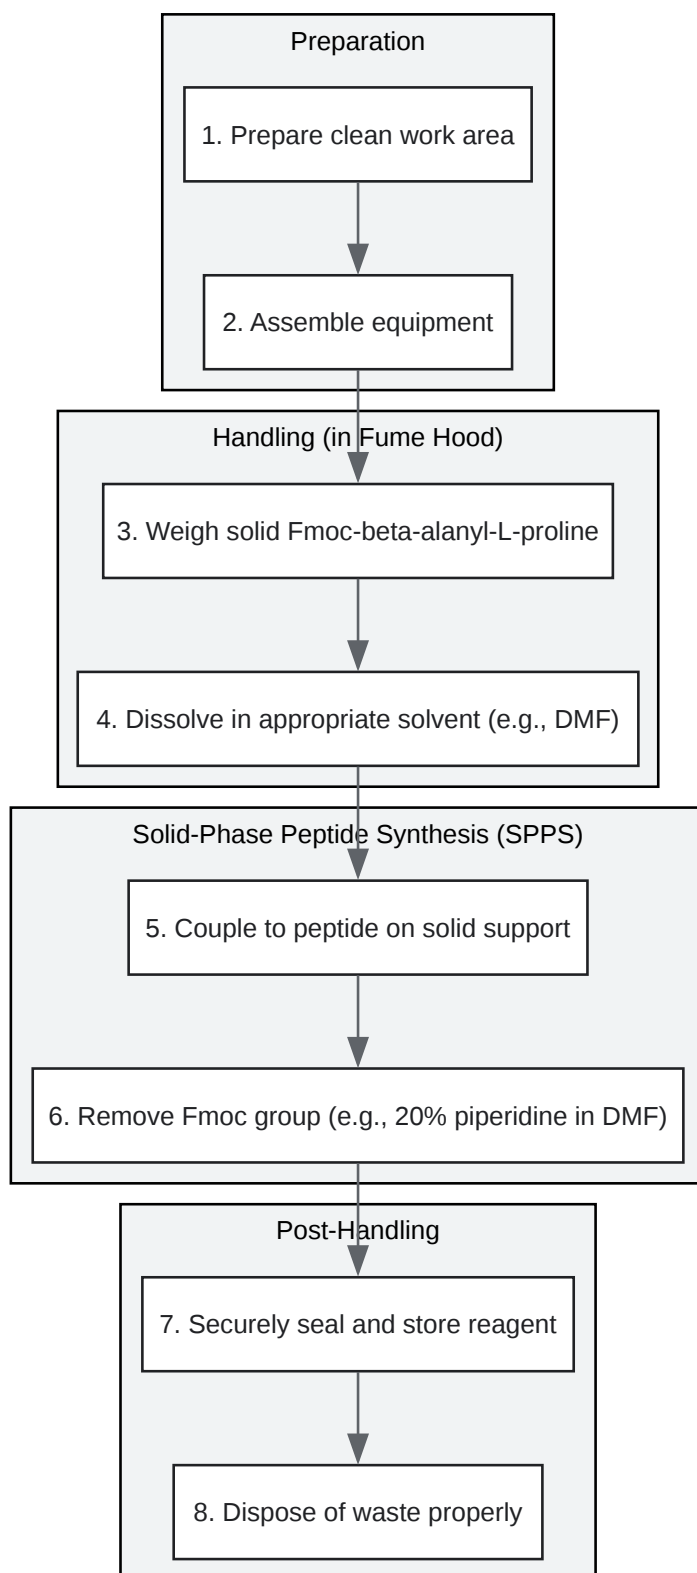 Preparation
1. Prepare clean work area
2. Assemble equipment
Handling (in Fume Hood)
3. Weigh solid Fmoc-beta-alanyl-L-proline
4. Dissolve in appropriate solvent (e.g., DMF)
Solid-Phase Peptide Synthesis (SPPS)
5. Couple to peptide on solid support
6. Remove Fmoc group (e.g., 20% piperidine in DMF)
Post-Handling
7. Securely seal and store reagent
8. Dispose of waste properly